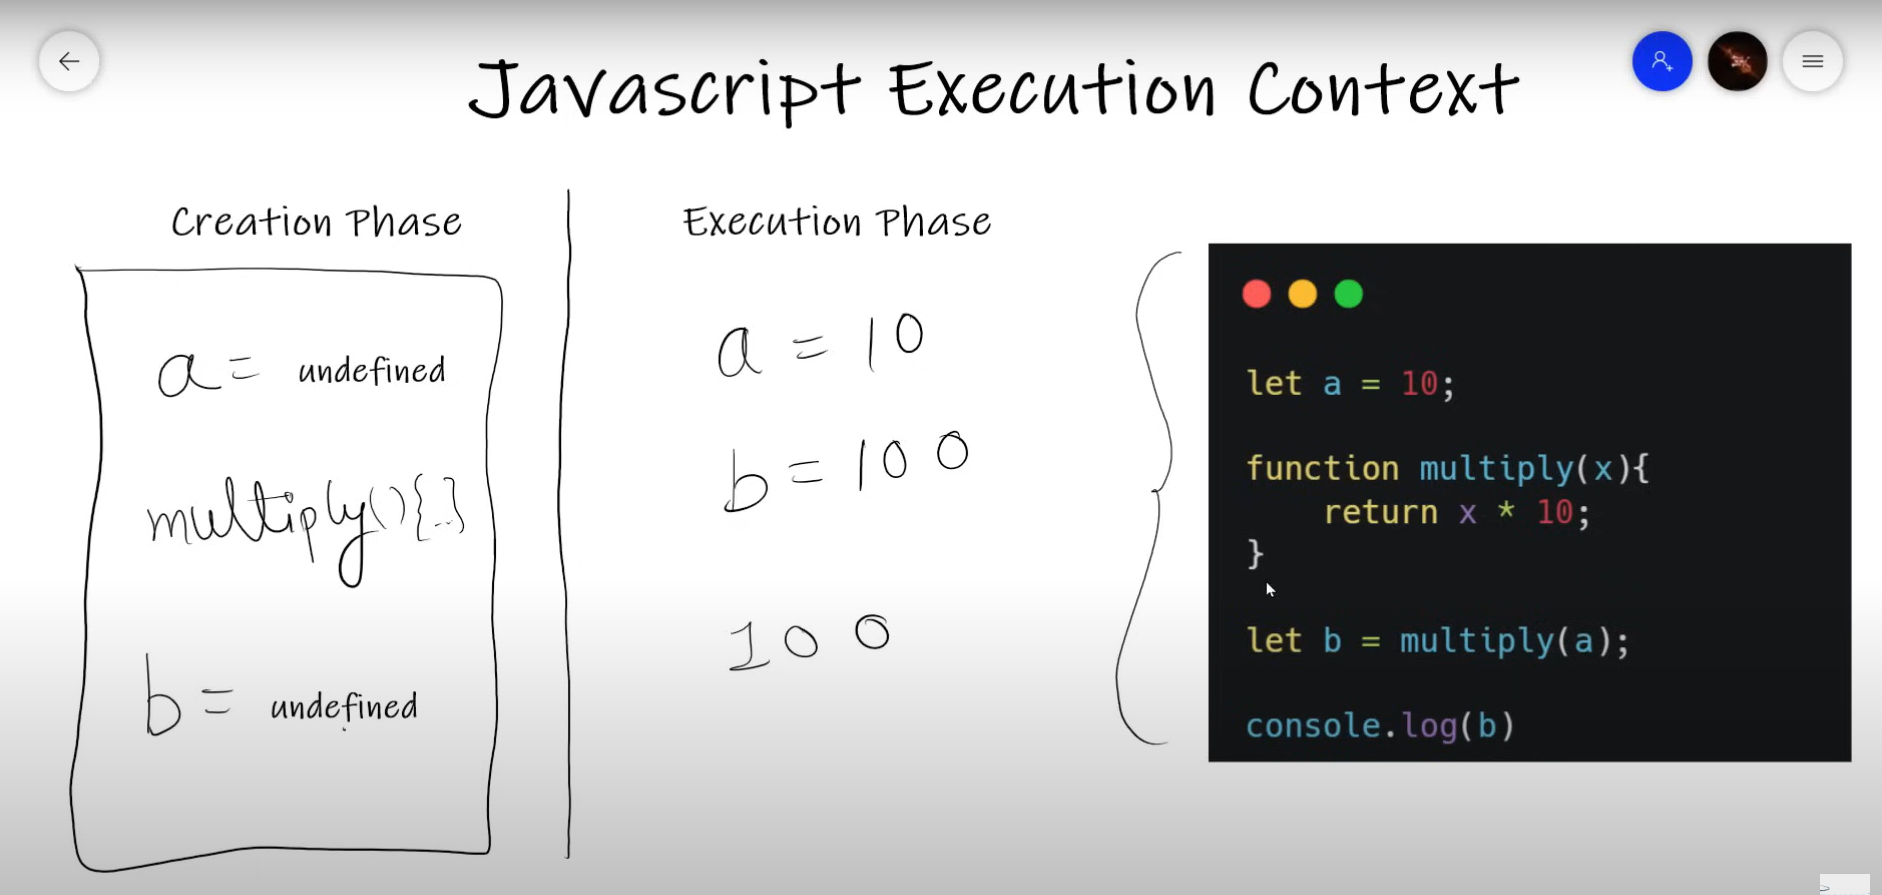 Javascript Execution Context
Creation Phase
a = undefined
multiply(){..}
b = undefined
Execution Phase
a = 10
b = 100
100
let a = 10;
function multiply(x){
    return x * 10;
}
let b = multiply(a);
console.log(b)